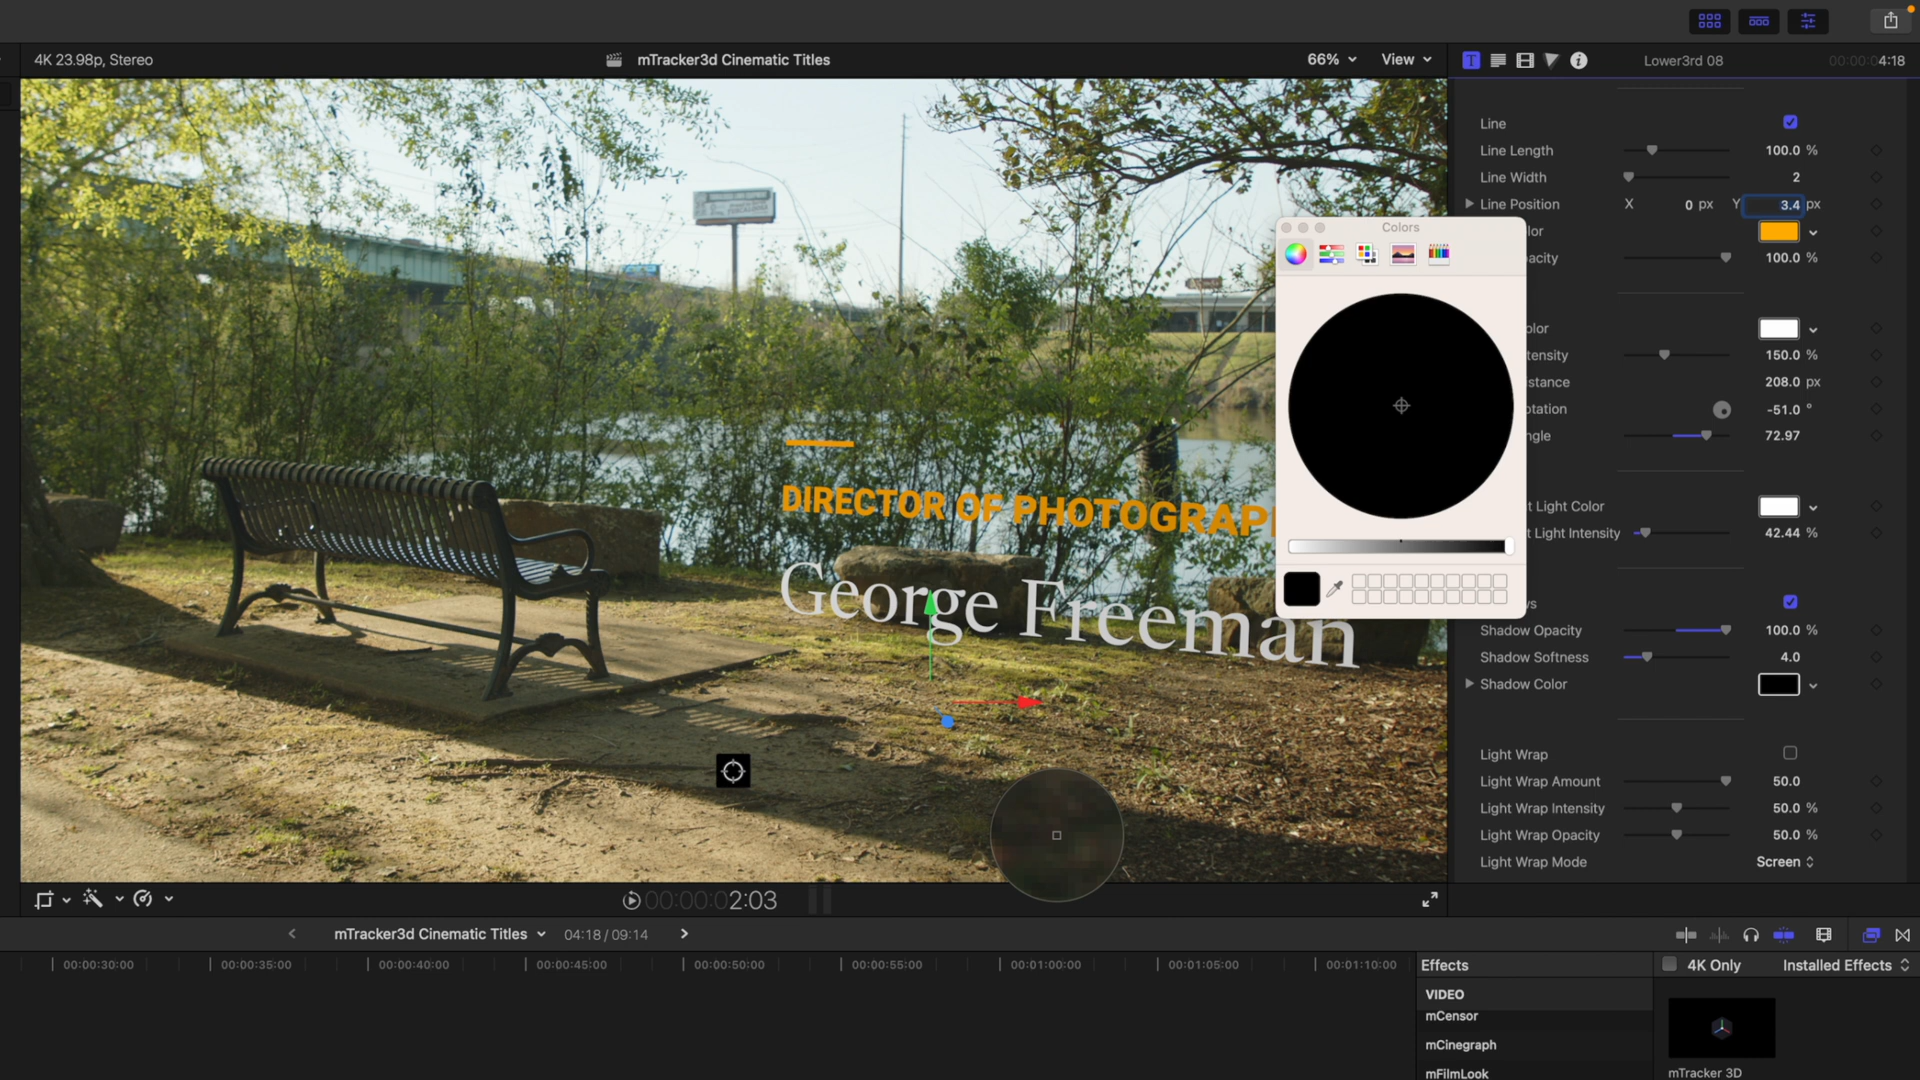 4K 23.98p, Stereo
mTracker3d Cinematic Titles
66%
View
Lower3rd 08
00:00:04:18
Line
Line Length
100.0 %
Line Width
2
Line Position
X
0 px
Y
3.4 px
Colors
lor
acity
100.0 %
olor
tensity
150.0 %
istance
208.0 px
otation
-51.0 °
ngle
72.97
t Light Color
t Light Intensity
42.44 %
DIRECTOR OF PHOTOGRAP
George Freeman
ws
Shadow Opacity
100.0 %
Shadow Softness
4.0
Shadow Color
Light Wrap
Light Wrap Amount
50.0
Light Wrap Intensity
50.0 %
Light Wrap Opacity
50.0 %
Light Wrap Mode
Screen
00:00:02:03
mTracker3d Cinematic Titles
04:18 / 09:14
00:00:30:00
00:00:35:00
00:00:40:00
00:00:45:00
00:00:50:00
00:00:55:00
00:01:00:00
00:01:05:00
00:01:10:00
Effects
4K Only
Installed Effects
VIDEO
mCensor
mCinegraph
mFilmLook
mTracker 3D